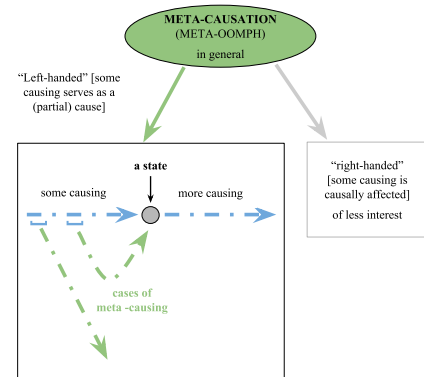 META-CAUSATION
(META-OOMPH)
in general
“Left-handed” [some
causing serves as a
(partial) cause]
“right-handed”
[some causing is
causally affected]
of less interest
a state
some causing
more causing
cases of
meta -causing